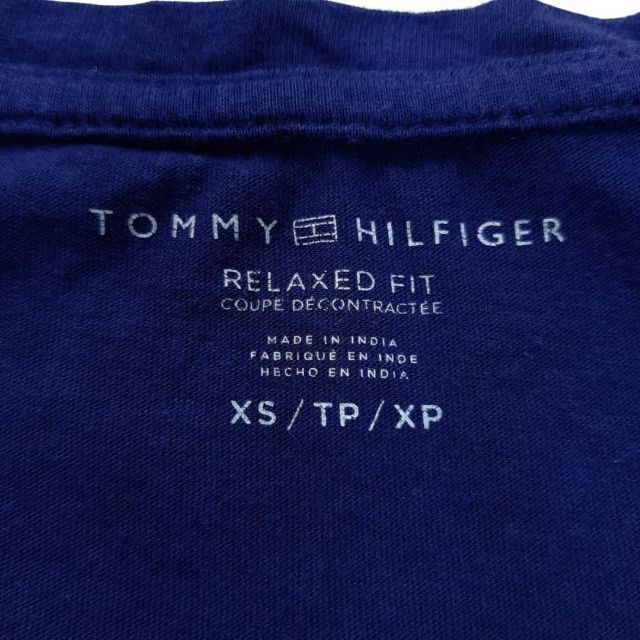 TOMMY HILFIGER
RELAXED FIT
COUPE DÉCONTRACTÉE
MADE IN INDIA
FABRIQUÉ EN INDE
HECHO EN INDIA
XS / TP / XP